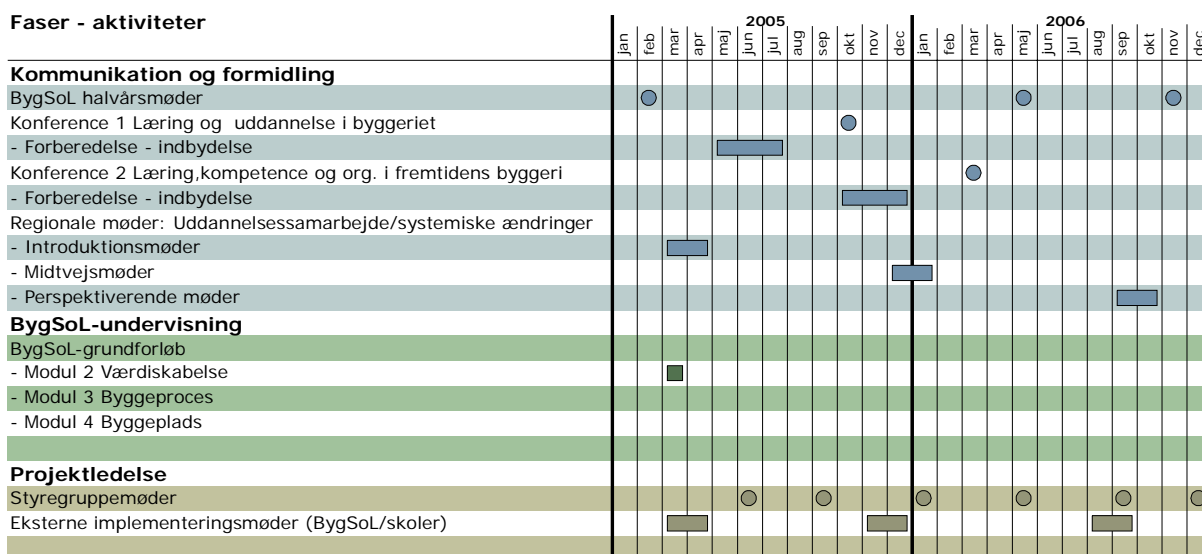 Faser - aktiviteter
2005 2006
jan feb mar apr maj jun jul aug sep okt nov dec jan feb mar apr maj jun jul aug sep okt nov dec
Kommunikation og formidling
BygSoL halvårsmøder
Konference 1 Læring og uddannelse i byggeriet
- Forberedelse - indbydelse
Konference 2 Læring,kompetence og org. i fremtidens byggeri
- Forberedelse - indbydelse
Regionale møder: Uddannelsessamarbejde/systemiske ændringer
- Introduktionsmøder
- Midtvejsmøder
- Perspektiverende møder
BygSoL-undervisning
BygSoL-grundforløb
- Modul 2 Værdiskabelse
- Modul 3 Byggeproces
- Modul 4 Byggeplads
Projektledelse
Styregruppemøder
Eksterne implementeringsmøder (BygSoL/skoler)